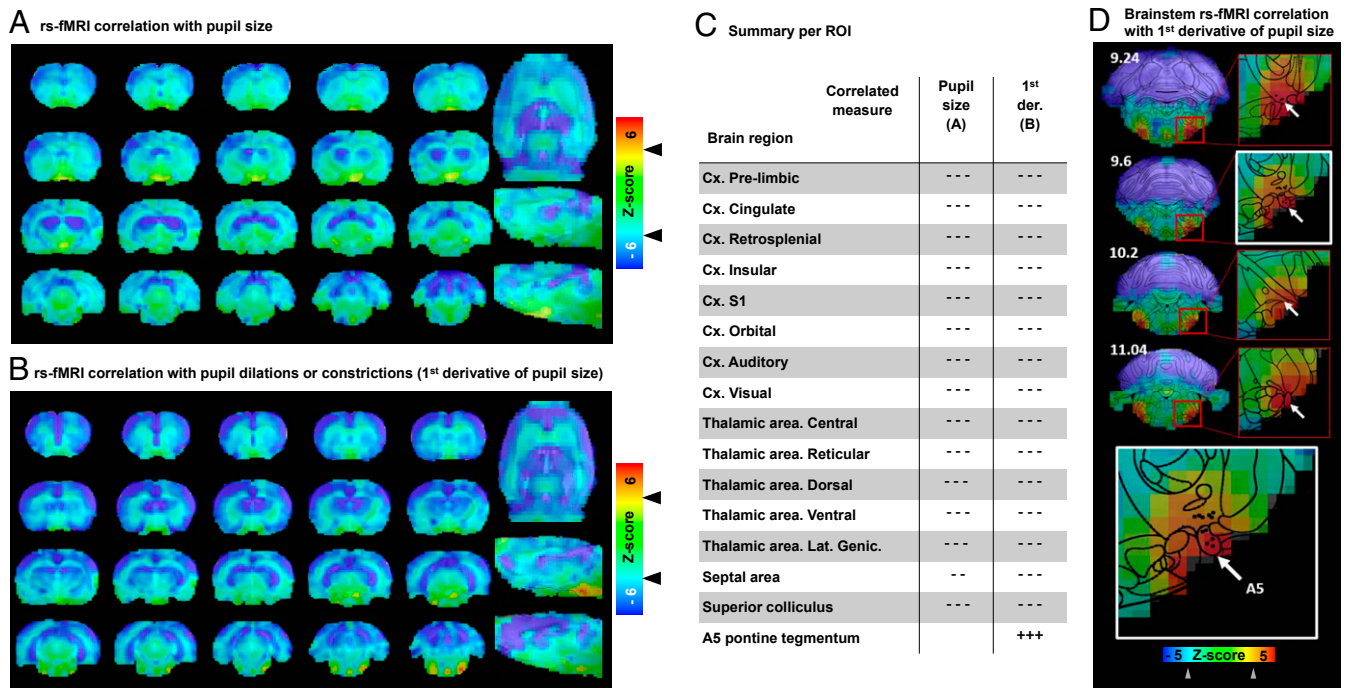 A rs-fMRI correlation with pupil size
6
Z-score
- 6
B rs-fMRI correlation with pupil dilations or constrictions (1st derivative of pupil size)
6
Z-score
- 6
C Summary per ROI
Correlated measure
Brain region
Pupil size (A)
1st der. (B)
Cx. Pre-limbic - - - - - -
Cx. Cingulate - - - - - -
Cx. Retrosplenial - - - - - -
Cx. Insular - - - - - -
Cx. S1 - - - - - -
Cx. Orbital - - - - - -
Cx. Auditory - - - - - -
Cx. Visual - - - - - -
Thalamic area. Central - - - - - -
Thalamic area. Reticular - - - - - -
Thalamic area. Dorsal - - - - - -
Thalamic area. Ventral - - - - - -
Thalamic area. Lat. Genic. - - - - - -
Septal area - - - - -
Superior colliculus - - - - - -
A5 pontine tegmentum +++
D Brainstem rs-fMRI correlation
with 1st derivative of pupil size
9.24
9.6
10.2
11.04
A5
- 5 Z-score 5